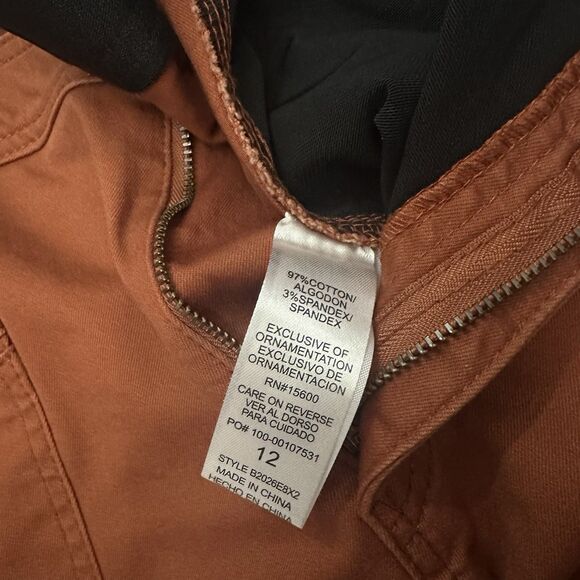 97%COTTON/
ALGODON
3%SPANDEX/
SPANDEX
EXCLUSIVE OF
ORNAMENTATION
EXCLUSIVO DE
ORNAMENTACION
RN#15600
CARE ON REVERSE
VER AL DORSO
PARA CUIDADO
PO# 100-00107531
12
STYLE B2026E8X2
MADE IN CHINA
HECHO EN CHINA